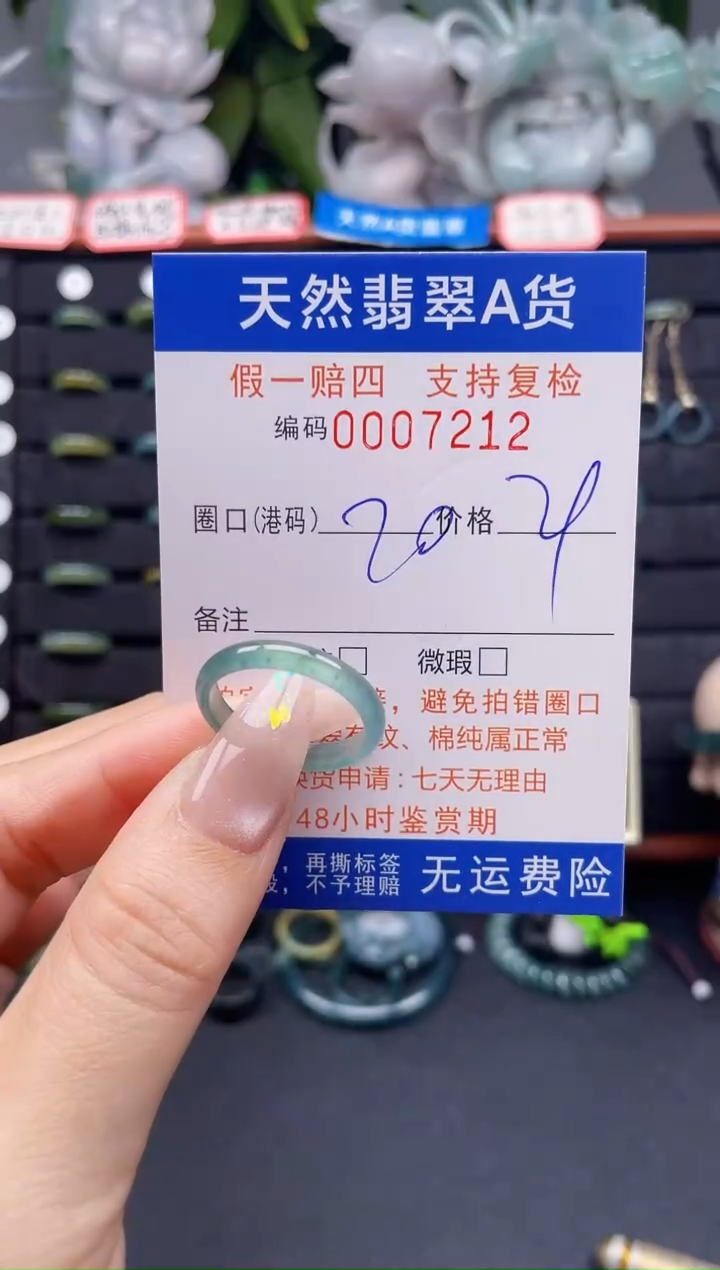 天然翡翠A货
假一赔四 支持复检
编码0007212
圈口(港码) 20 价格
备注
微瑕
,避免拍错圈口
纹、棉纯属正常
换货申请:七天无理由
48小时鉴赏期
,再撕标签
,不予理赔
无运费险